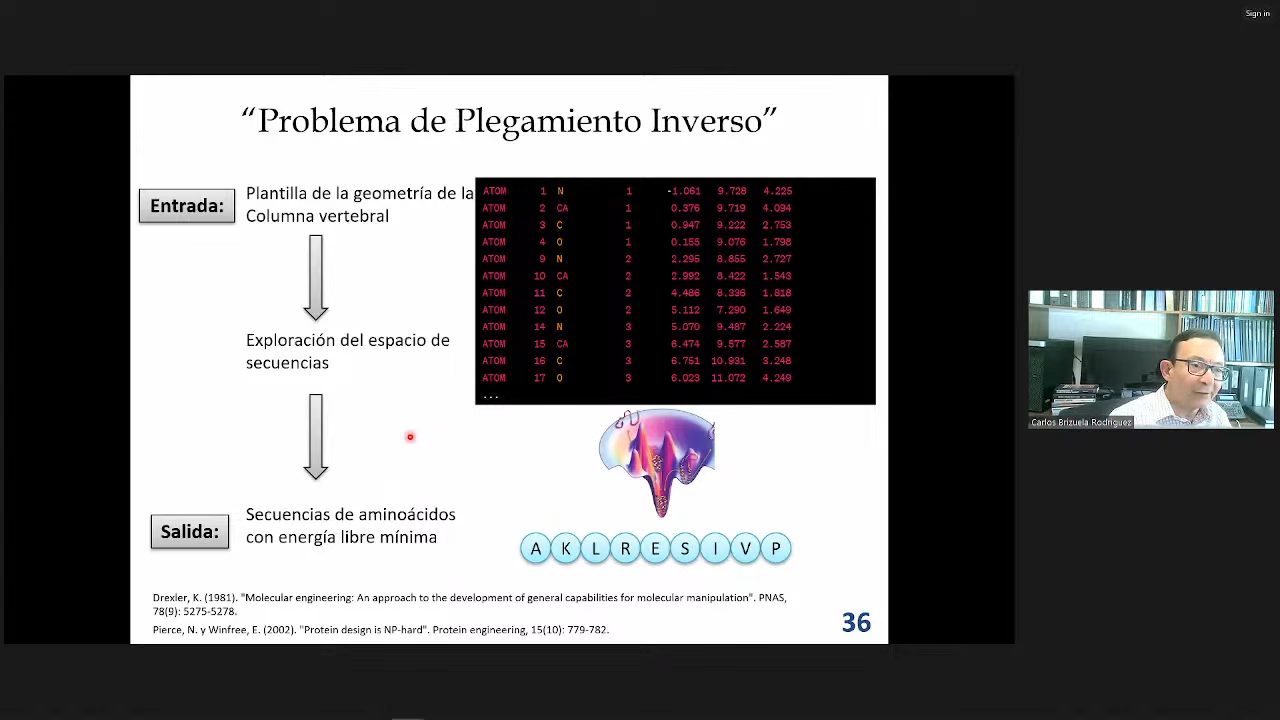 Sign in
“Problema de Plegamiento Inverso”
Entrada:
Plantilla de la geometría de la
Columna vertebral
ATOM 1 N 1 -1.061 9.728 4.225
ATOM 2 CA 1 0.376 9.719 4.094
ATOM 3 C 1 0.947 9.222 2.753
ATOM 4 O 1 0.155 9.076 1.798
ATOM 9 N 2 2.295 8.855 2.727
ATOM 10 CA 2 2.992 8.422 1.543
ATOM 11 C 2 4.486 8.336 1.818
ATOM 12 O 2 5.112 7.290 1.649
ATOM 14 N 3 5.070 9.487 2.224
ATOM 15 CA 3 6.474 9.577 2.587
ATOM 16 C 3 6.751 10.931 3.248
ATOM 17 O 3 6.023 11.072 4.249
...
Exploración del espacio de
secuencias
Salida:
Secuencias de aminoácidos
con energía libre mínima
A K L R E S I V P
Drexler, K. (1981). "Molecular engineering: An approach to the development of general capabilities for molecular manipulation". PNAS,
78(9): 5275-5278.
Pierce, N. y Winfree, E. (2002). "Protein design is NP-hard". Protein engineering, 15(10): 779-782.
36
Carlos Brizuela Rodriguez